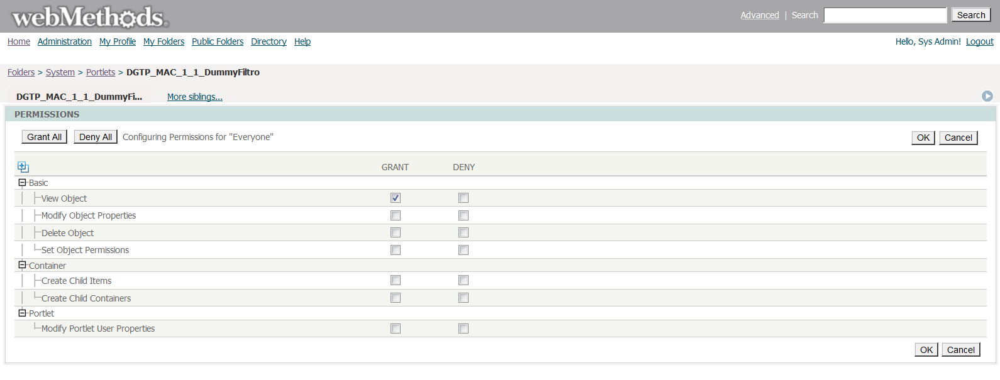 webMethods.
Advanced | Search Search
Home Administration My Profile My Folders Public Folders Directory Help
Hello, Sys Admin! Logout
Folders > System > Portlets > DGTP_MAC_1_1_DummyFiltro
DGTP_MAC_1_1_DummyFi... More siblings...
PERMISSIONS
Grant All Deny All Configuring Permissions for "Everyone" OK Cancel
GRANT DENY
Basic
View Object
Modify Object Properties
Delete Object
Set Object Permissions
Container
Create Child Items
Create Child Containers
Portlet
Modify Portlet User Properties
OK Cancel